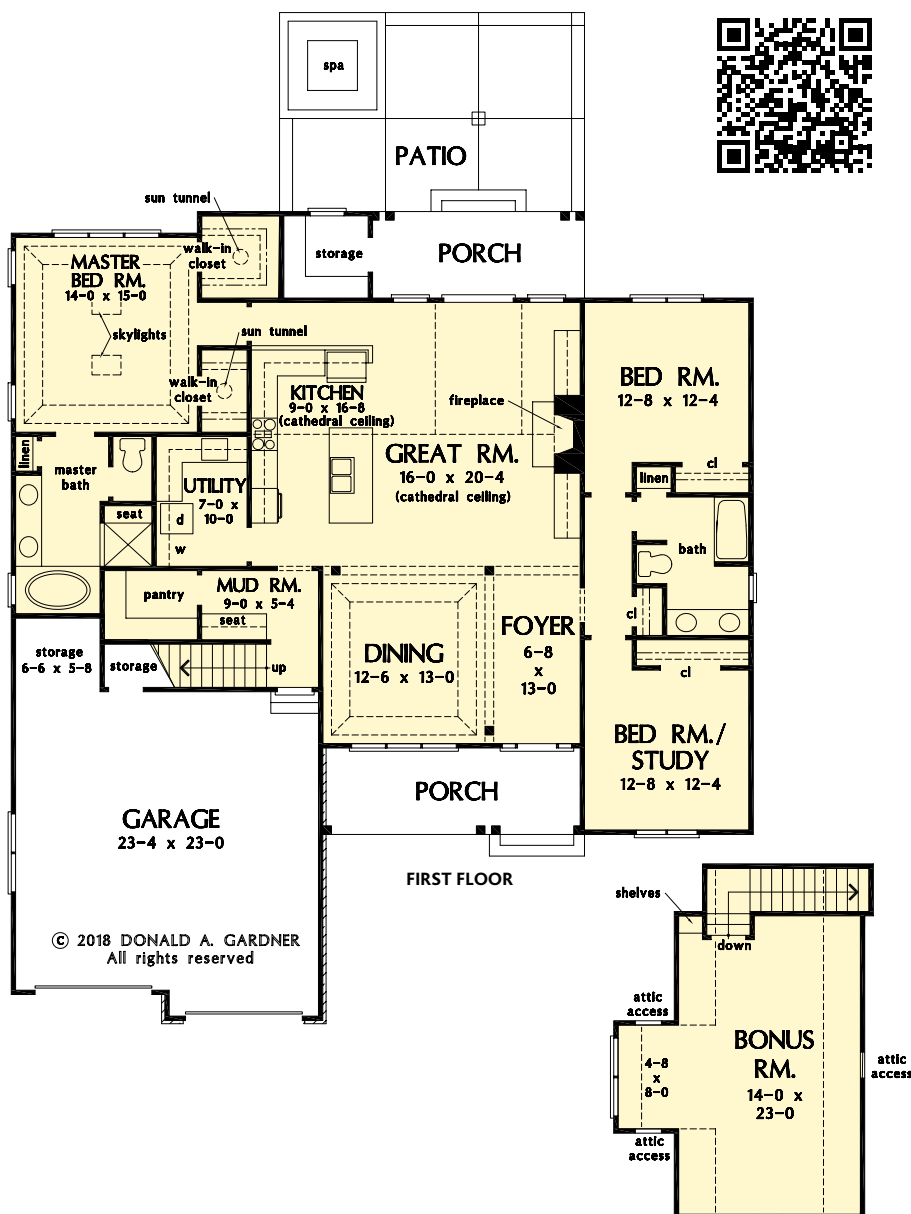 spa
PATIO
sun tunnel
walk-in
closet
storage
PORCH
MASTER
BED RM.
14-0 x 15-0
skylights
sun tunnel
walk-in
closet
KITCHEN
9-0 x 16-8
(cathedral ceiling)
fireplace
BED RM.
12-8 x 12-4
GREAT RM.
16-0 x 20-4
(cathedral ceiling)
linen
master
bath
UTILITY
7-0 x
10-0
seat
d
w
cl
linen
bath
cl
pantry
MUD RM.
9-0 x 5-4
seat
FOYER
6-8
x
13-0
DINING
12-6 x 13-0
storage
6-6 x 5-8
storage
up
cl
BED RM./
STUDY
12-8 x 12-4
PORCH
GARAGE
23-4 x 23-0
FIRST FLOOR
© 2018 DONALD A. GARDNER
All rights reserved
shelves
down
attic
access
BONUS
RM.
14-0 x
23-0
4-8
x
8-0
attic
access
attic
access